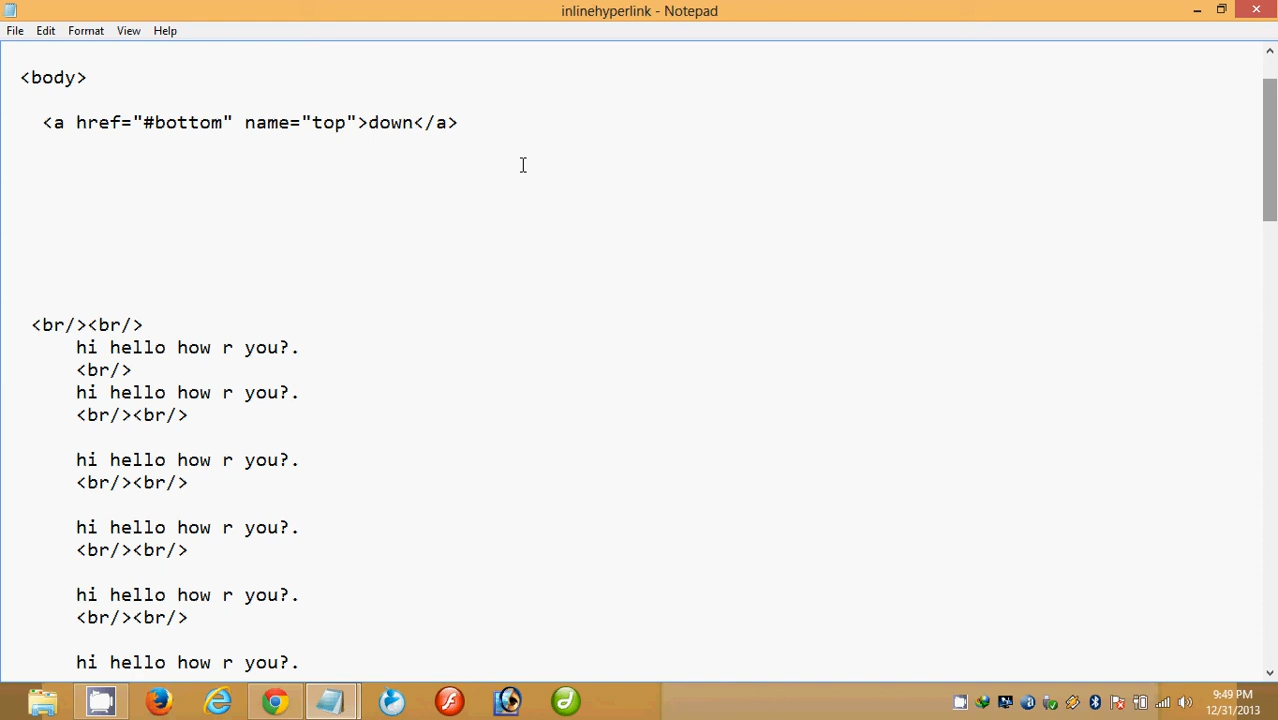 inlinehyperlink - Notepad
File Edit Format View Help
<body>
<a href="#bottom" name="top">down</a>
<br/><br/>
hi hello how r you?.
<br/>
hi hello how r you?.
<br/><br/>
hi hello how r you?.
<br/><br/>
hi hello how r you?.
<br/><br/>
hi hello how r you?.
<br/><br/>
hi hello how r you?.
9:49 PM
12/31/2013